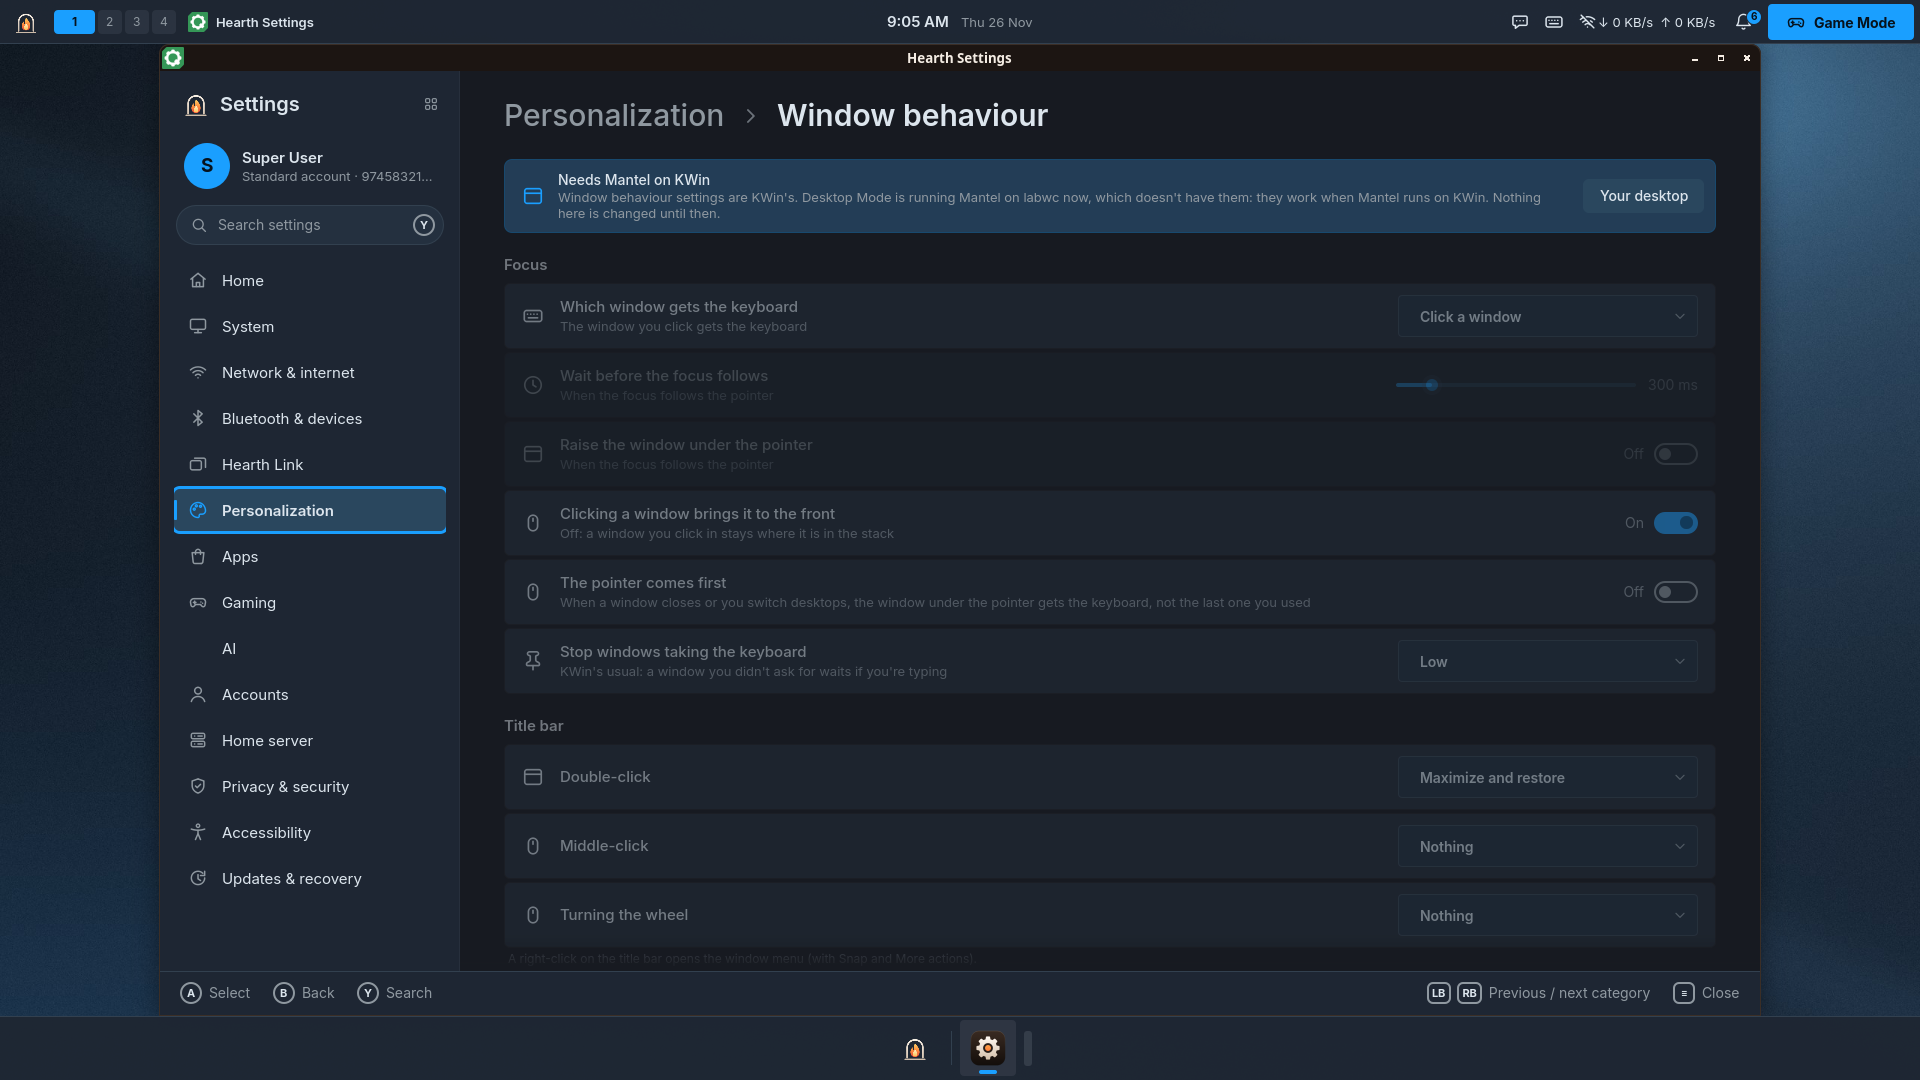 1 2 3 4 Hearth Settings 9:05 AM Thu 26 Nov ↓ 0 KB/s ↑ 0 KB/s 6 Game Mode
Hearth Settings
Settings
S Super User
Standard account · 97458321...
Search settings Y
Home
System
Network & internet
Bluetooth & devices
Hearth Link
Personalization
Apps
Gaming
AI
Accounts
Home server
Privacy & security
Accessibility
Updates & recovery
Personalization > Window behaviour
Needs Mantel on KWin
Window behaviour settings are KWin's. Desktop Mode is running Mantel on labwc now, which doesn't have them: they work when Mantel runs on KWin. Nothing
here is changed until then.
Your desktop
Focus
Which window gets the keyboard
The window you click gets the keyboard
Click a window
Wait before the focus follows
When the focus follows the pointer
300 ms
Raise the window under the pointer
When the focus follows the pointer
Off
Clicking a window brings it to the front
Off: a window you click in stays where it is in the stack
On
The pointer comes first
When a window closes or you switch desktops, the window under the pointer gets the keyboard, not the last one you used
Off
Stop windows taking the keyboard
KWin's usual: a window you didn't ask for waits if you're typing
Low
Title bar
Double-click
Maximize and restore
Middle-click
Nothing
Turning the wheel
Nothing
A right-click on the title bar opens the window menu (with Snap and More actions).
A Select B Back Y Search LB RB Previous / next category ≡ Close